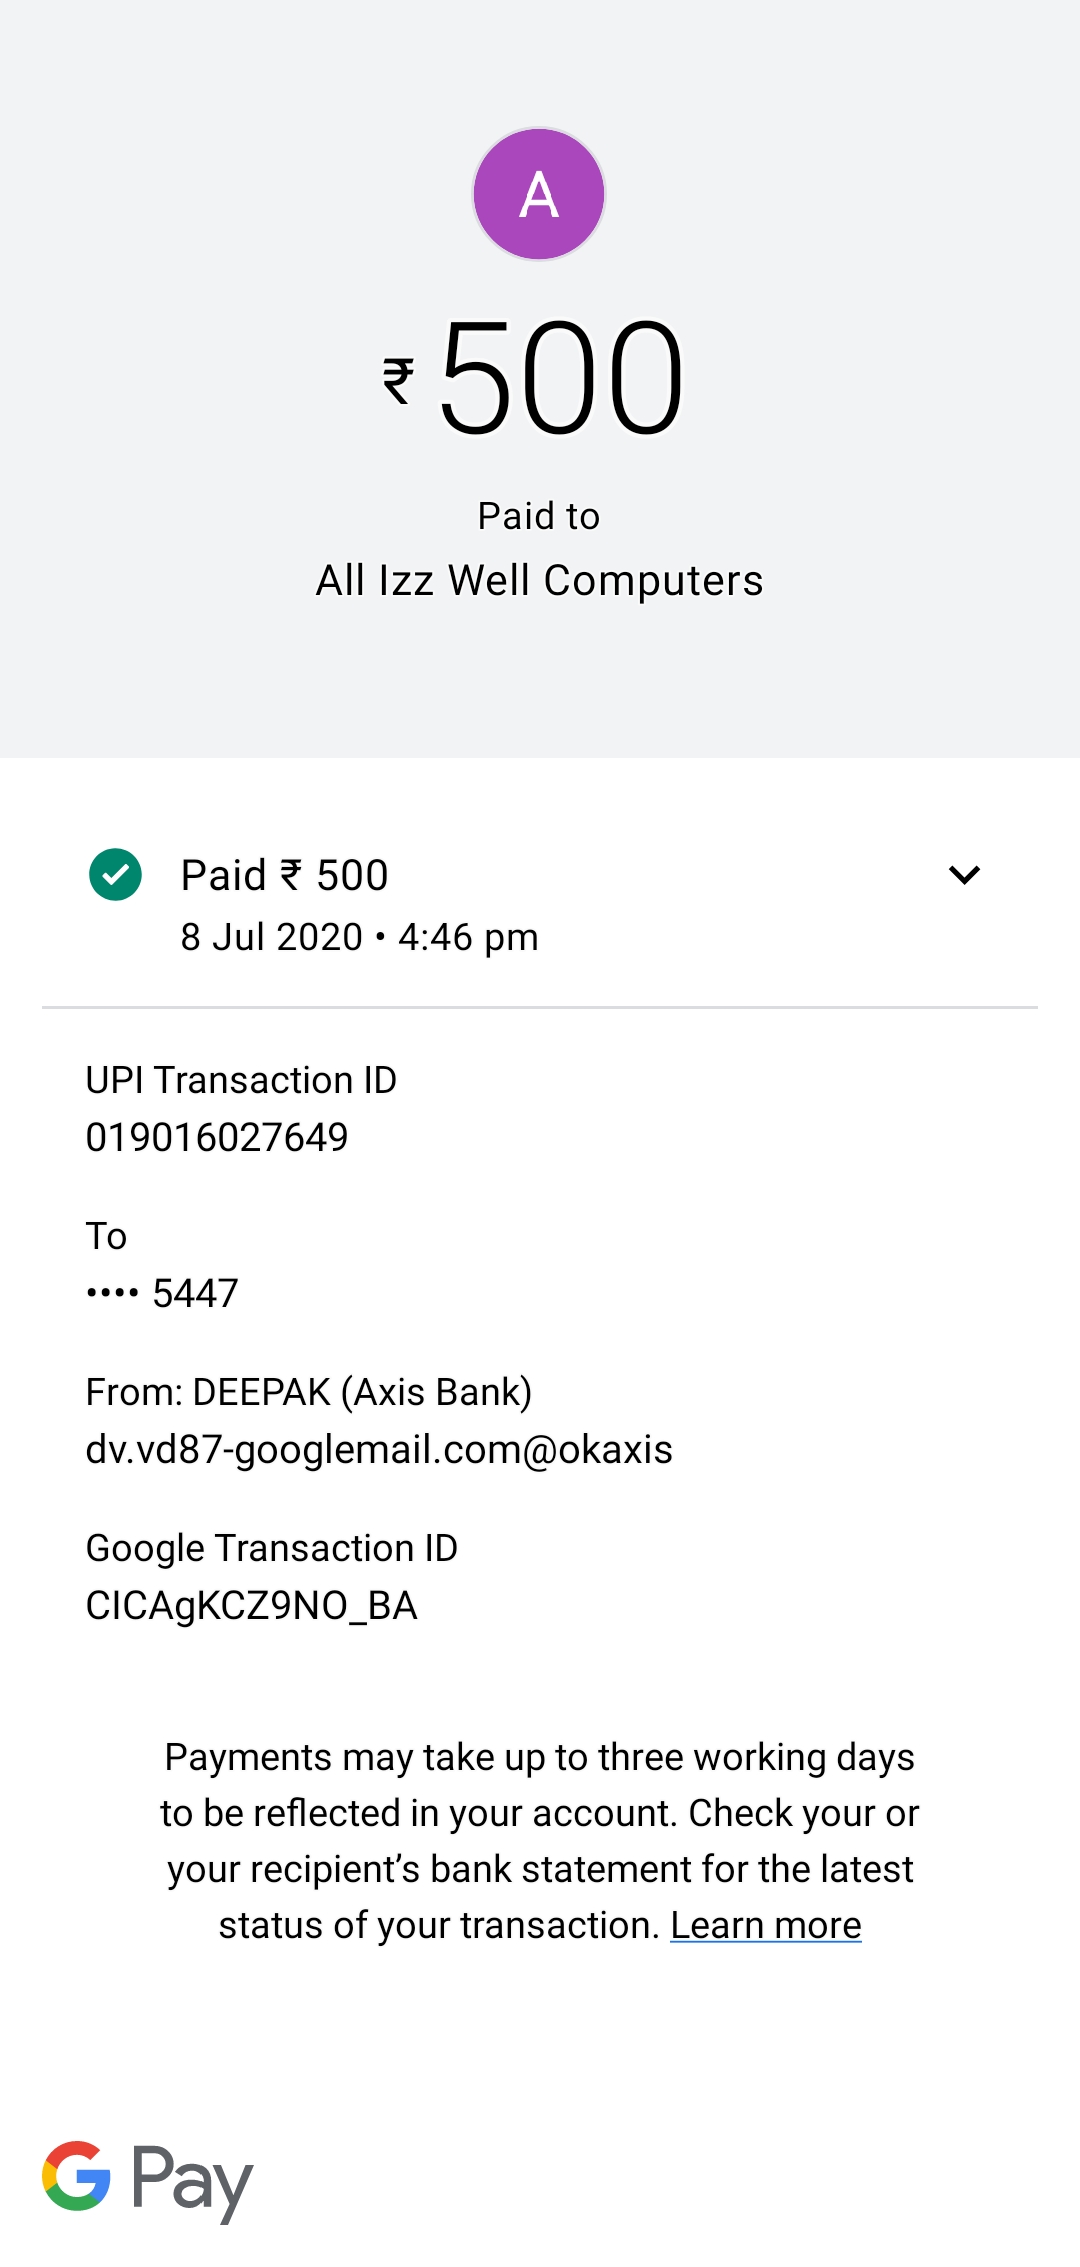 A
₹500
Paid to
All Izz Well Computers
Paid ₹ 500
8 Jul 2020 • 4:46 pm
UPI Transaction ID
019016027649
To
•••• 5447
From: DEEPAK (Axis Bank)
dv.vd87-googlemail.com@okaxis
Google Transaction ID
CICAgKCZ9NO_BA
Payments may take up to three working days
to be reflected in your account. Check your or
your recipient’s bank statement for the latest
status of your transaction. Learn more
G Pay